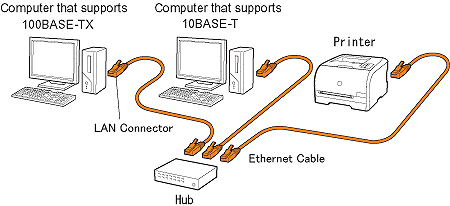 Computer that supports
100BASE-TX
Computer that supports
10BASE-T
Printer
LAN Connector
Ethernet Cable
Hub